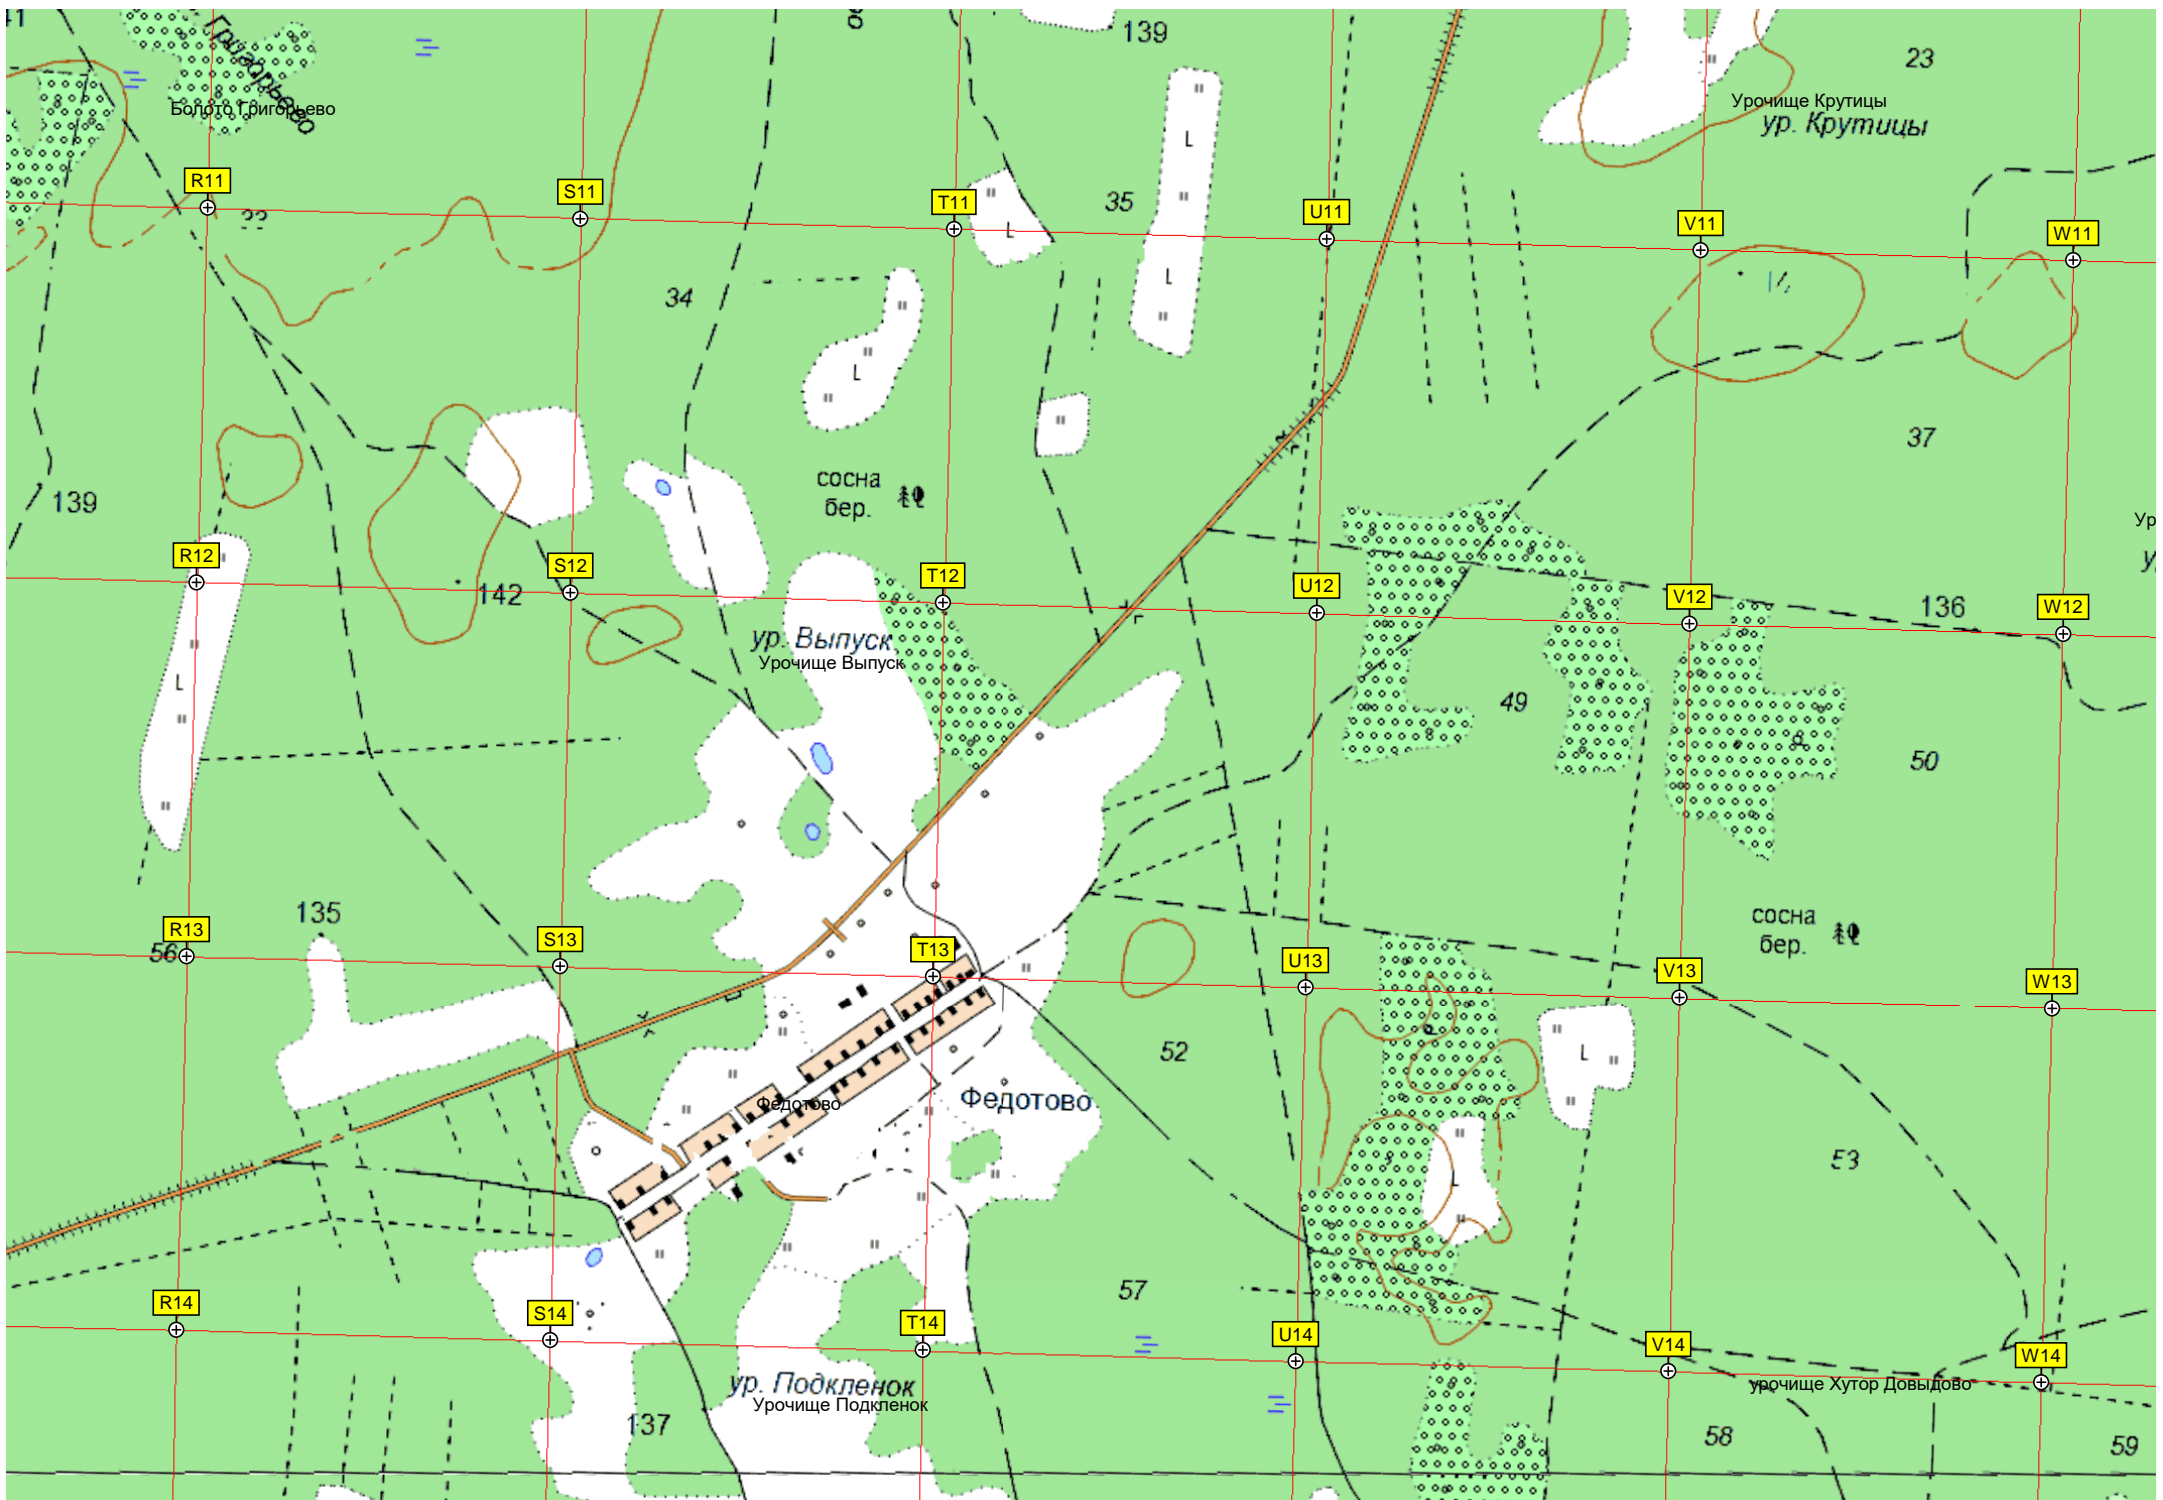 41
Григорьево
Болото Григорьево
139
23
Урочище Крутицы
ур. Крутицы
R11
S11
T11
35
U11
V11
W11
L
L
L
34
L
37
139
сосна
бер.
R12
142
S12
T12
U12
V12
136
W12
Ур
у
ур. Выпуск
Урочище Выпуск
L
49
50
135
R13
56
S13
T13
U13
V13
W13
сосна
бер.
52
L
Федотово
Федотово
53
L
57
R14
S14
T14
U14
V14
W14
ур. Подкленок
Урочище Подкленок
урочище Хутор Довыдово
137
58
59